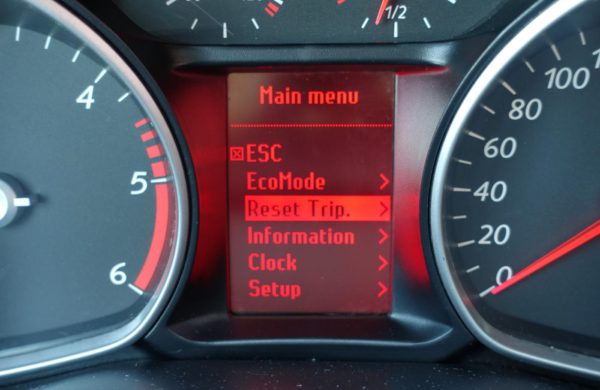 1/2
Main menu
☒ESC
EcoMode >
Reset Trip. >
Information >
Clock >
Setup >
4
5
6
100
80
60
40
20
0